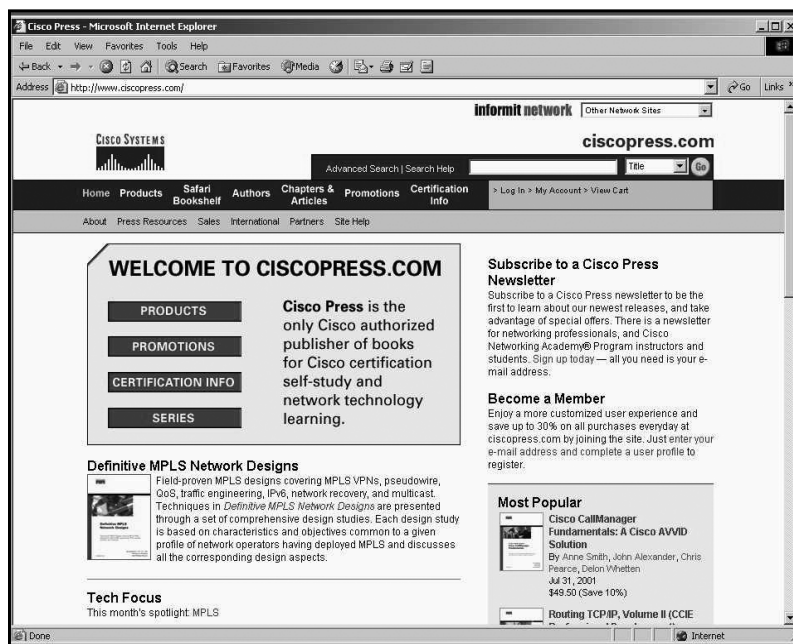 Cisco Press - Microsoft Internet Explorer
File Edit View Favorites Tools Help
Back Search Favorites Media
Address http://www.ciscopress.com/ Go Links »
informit network Other Network Sites
CISCO SYSTEMS
ciscopress.com
Advanced Search | Search Help Title Go
Home Products Safari Bookshelf Authors Chapters & Articles Promotions Certification Info > Log In > My Account > View Cart
About Press Resources Sales International Partners Site Help
WELCOME TO CISCOPRESS.COM
PRODUCTS
PROMOTIONS
CERTIFICATION INFO
SERIES
Cisco Press is the
only Cisco authorized
publisher of books
for Cisco certification
self-study and
network technology
learning.
Definitive MPLS Network Designs
Field-proven MPLS designs covering MPLS VPNs, pseudowire,
QoS, traffic engineering, IPv6, network recovery, and multicast.
Techniques in Definitive MPLS Network Designs are presented
through a set of comprehensive design studies. Each design study
is based on characteristics and objectives common to a given
profile of network operators having deployed MPLS and discusses
all the corresponding design aspects.
Definitive MPLS
Network Designs
Tech Focus
This month's spotlight: MPLS
Subscribe to a Cisco Press
Newsletter
Subscribe to a Cisco Press newsletter to be the
first to learn about our newest releases, and take
advantage of special offers. There is a newsletter
for networking professionals, and Cisco
Networking Academy® Program instructors and
students. Sign up today — all you need is your e-
mail address.
Become a Member
Enjoy a more customized user experience and
save up to 30% on all purchases everyday at
ciscopress.com by joining the site. Just enter your
e-mail address and complete a user profile to
register.
Most Popular
Cisco CallManager
Fundamentals: A Cisco AVVID
Solution
By Anne Smith, John Alexander, Chris
Pearce, Delon Whetten
Jul 31, 2001
$49.50 (Save 10%)
Routing TCP/IP, Volume II (CCIE
Done Internet